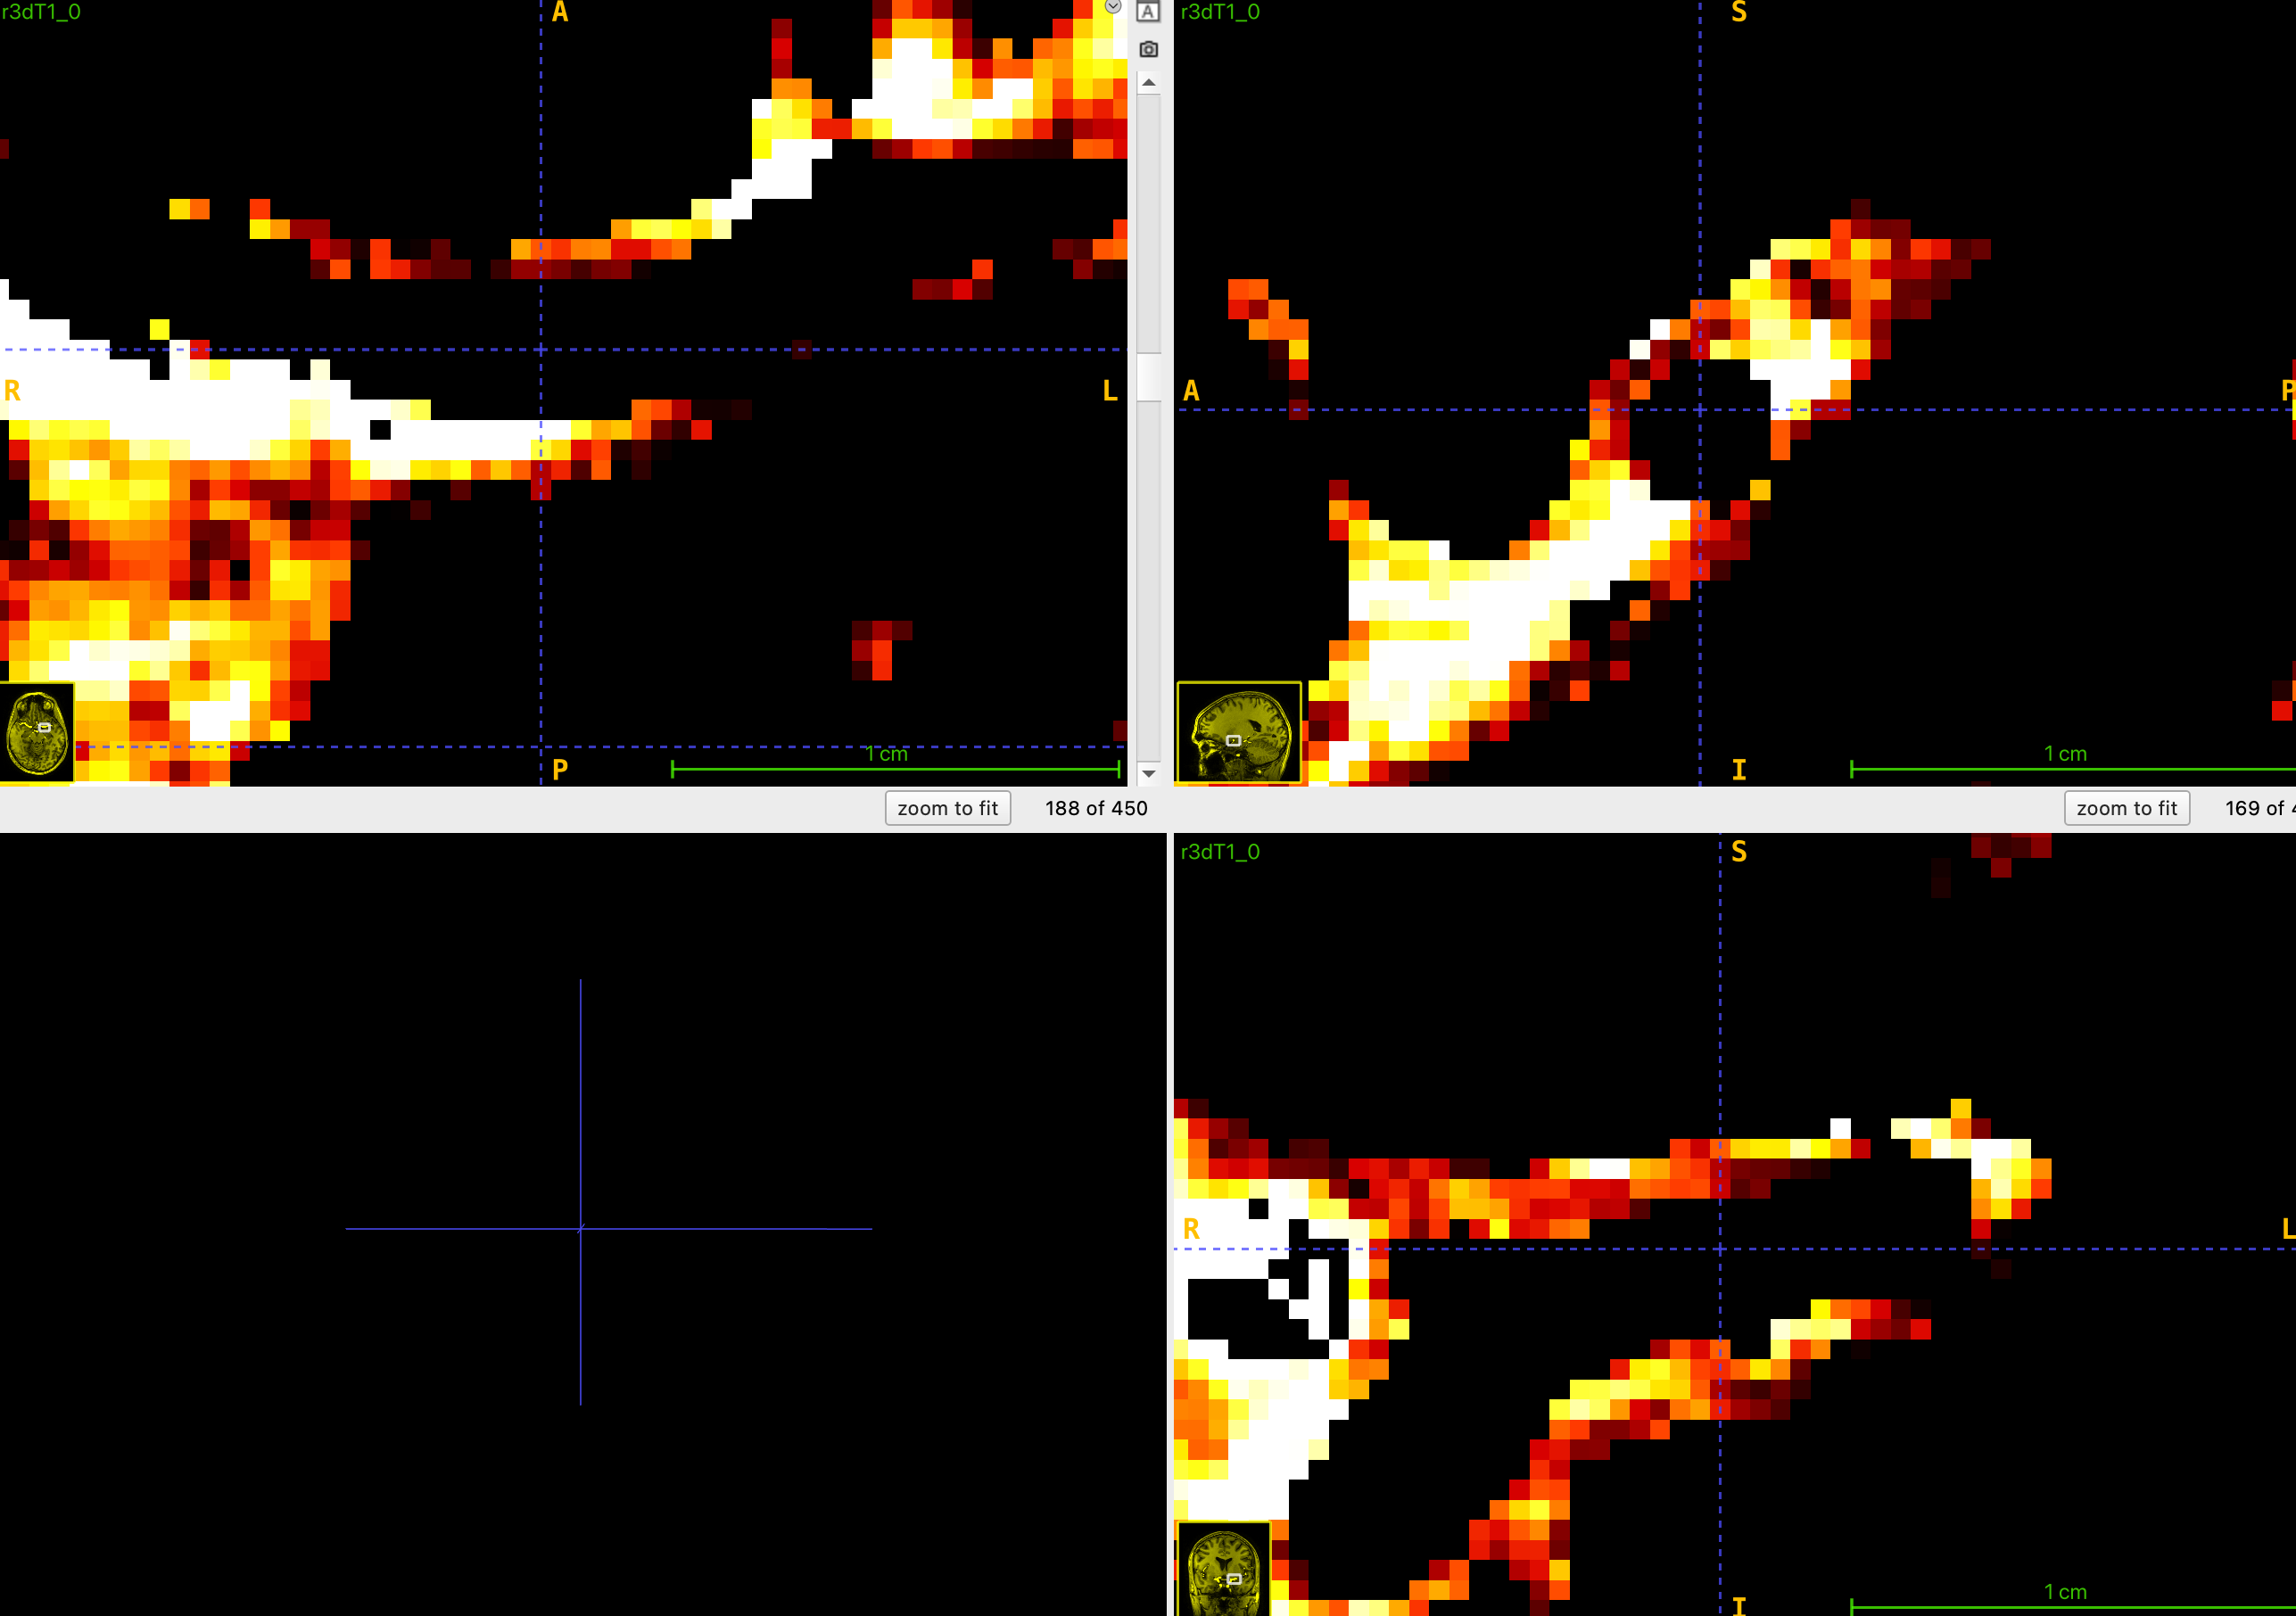 r3dT1_0
A
A
R
L
1 cm
P
zoom to fit
188 of 450
r3dT1_0
S
A
P
1 cm
I
zoom to fit
169 of
r3dT1_0
S
R
L
1 cm
I